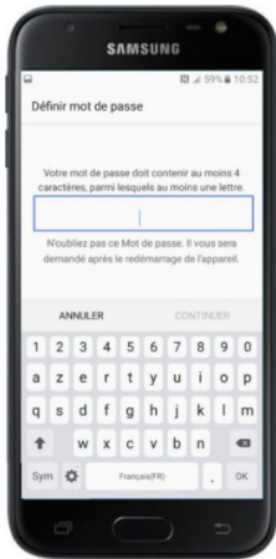 SAMSUNG
59% 10:52
Définir mot de passe
Votre mot de passe doit contenir au moins 4
caractères, parmi lesquels au moins une lettre.
N'oubliez pas ce Mot de passe. Il vous sera
demandé après le redémarrage de l'appareil.
ANNULER CONTINUER
1 2 3 4 5 6 7 8 9 0
a z e r t y u i o p
q s d f g h j k l m
w x c v b n
Sym Français(FR) . OK